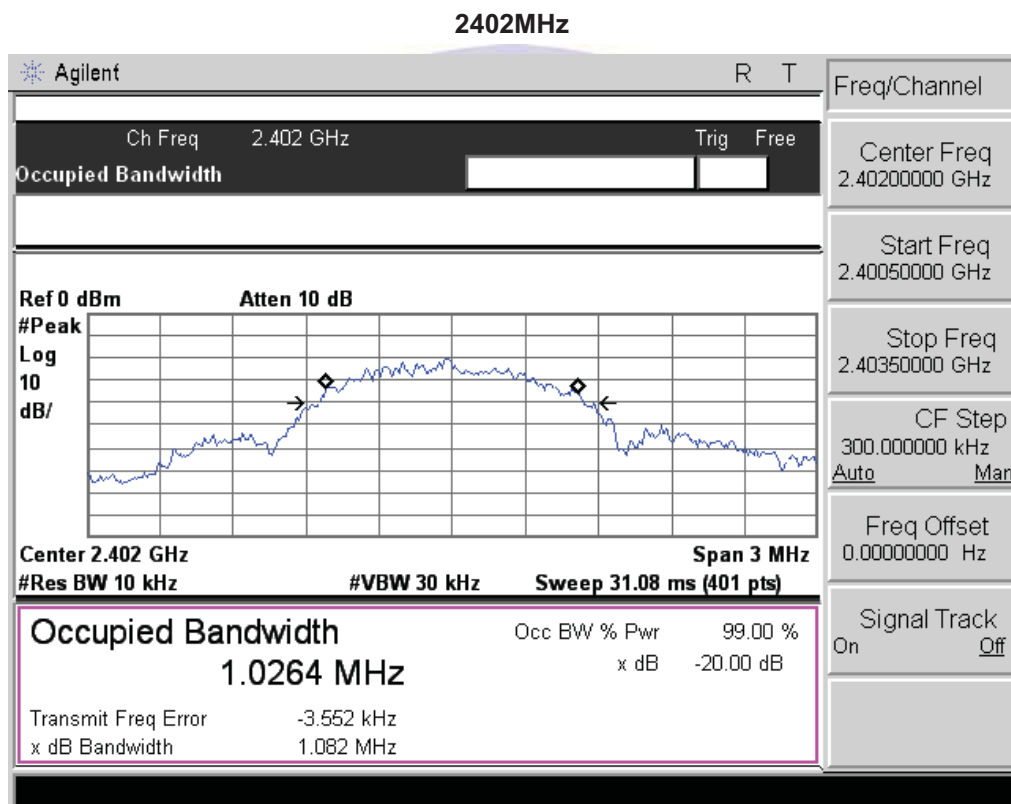 2402MHz
Agilent R T
Ch Freq 2.402 GHz Trig Free
Occupied Bandwidth
Ref 0 dBm Atten 10 dB
#Peak
Log
10
dB/
Center 2.402 GHz Span 3 MHz
#Res BW 10 kHz #VBW 30 kHz Sweep 31.08 ms (401 pts)
Occupied Bandwidth Occ BW % Pwr 99.00 %
1.0264 MHz x dB -20.00 dB
Transmit Freq Error -3.552 kHz
x dB Bandwidth 1.082 MHz
Freq/Channel
Center Freq
2.40200000 GHz
Start Freq
2.40050000 GHz
Stop Freq
2.40350000 GHz
CF Step
300.000000 kHz
Auto Man
Freq Offset
0.00000000 Hz
Signal Track
On Off